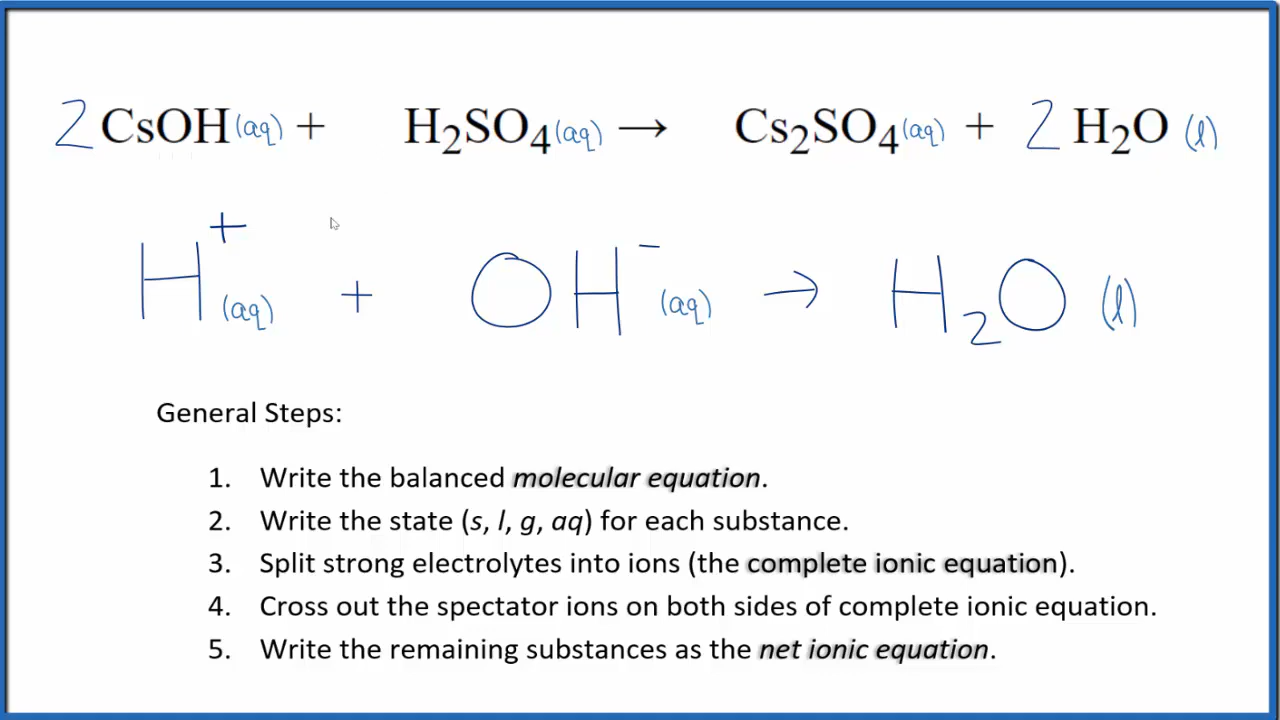 2 CsOH(aq) + H₂SO₄(aq) → Cs₂SO₄(aq) + 2 H₂O (l)
H⁺(aq) + OH⁻(aq) → H₂O (l)
General Steps:
1. Write the balanced molecular equation.
2. Write the state (s, l, g, aq) for each substance.
3. Split strong electrolytes into ions (the complete ionic equation).
4. Cross out the spectator ions on both sides of complete ionic equation.
5. Write the remaining substances as the net ionic equation.